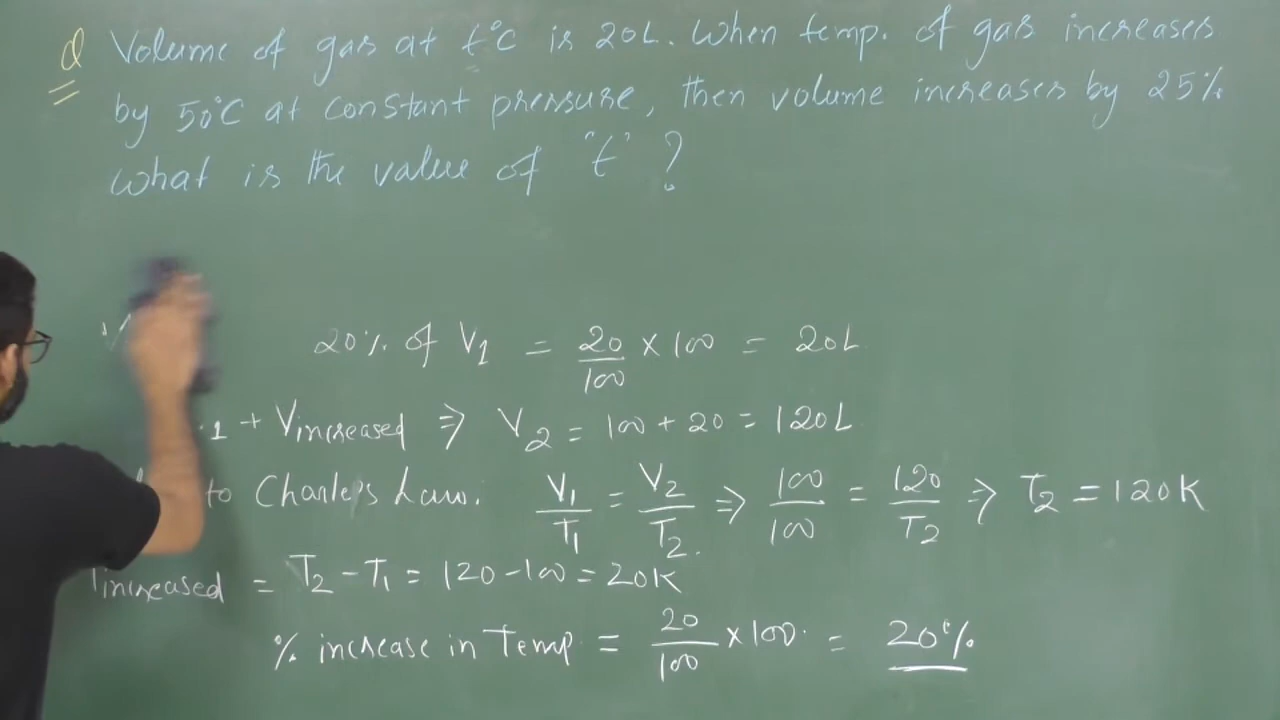 Q Volume of gas at t°C is 20L. When temp. of gas increases
by 50°C at constant pressure, then volume increases by 25%
what is the value of 't' ?
20% of V1 = 20/100 × 100 = 20L
1 + Vincreased ⇒ V2 = 100 + 20 = 120L
to Charle's Law. V1/T1 = V2/T2. ⇒ 100/100 = 120/T2 ⇒ T2 = 120K
Tincreased = T2 - T1 = 120 - 100 = 20K
% increase in Temp = 20/100 × 100. = 20%